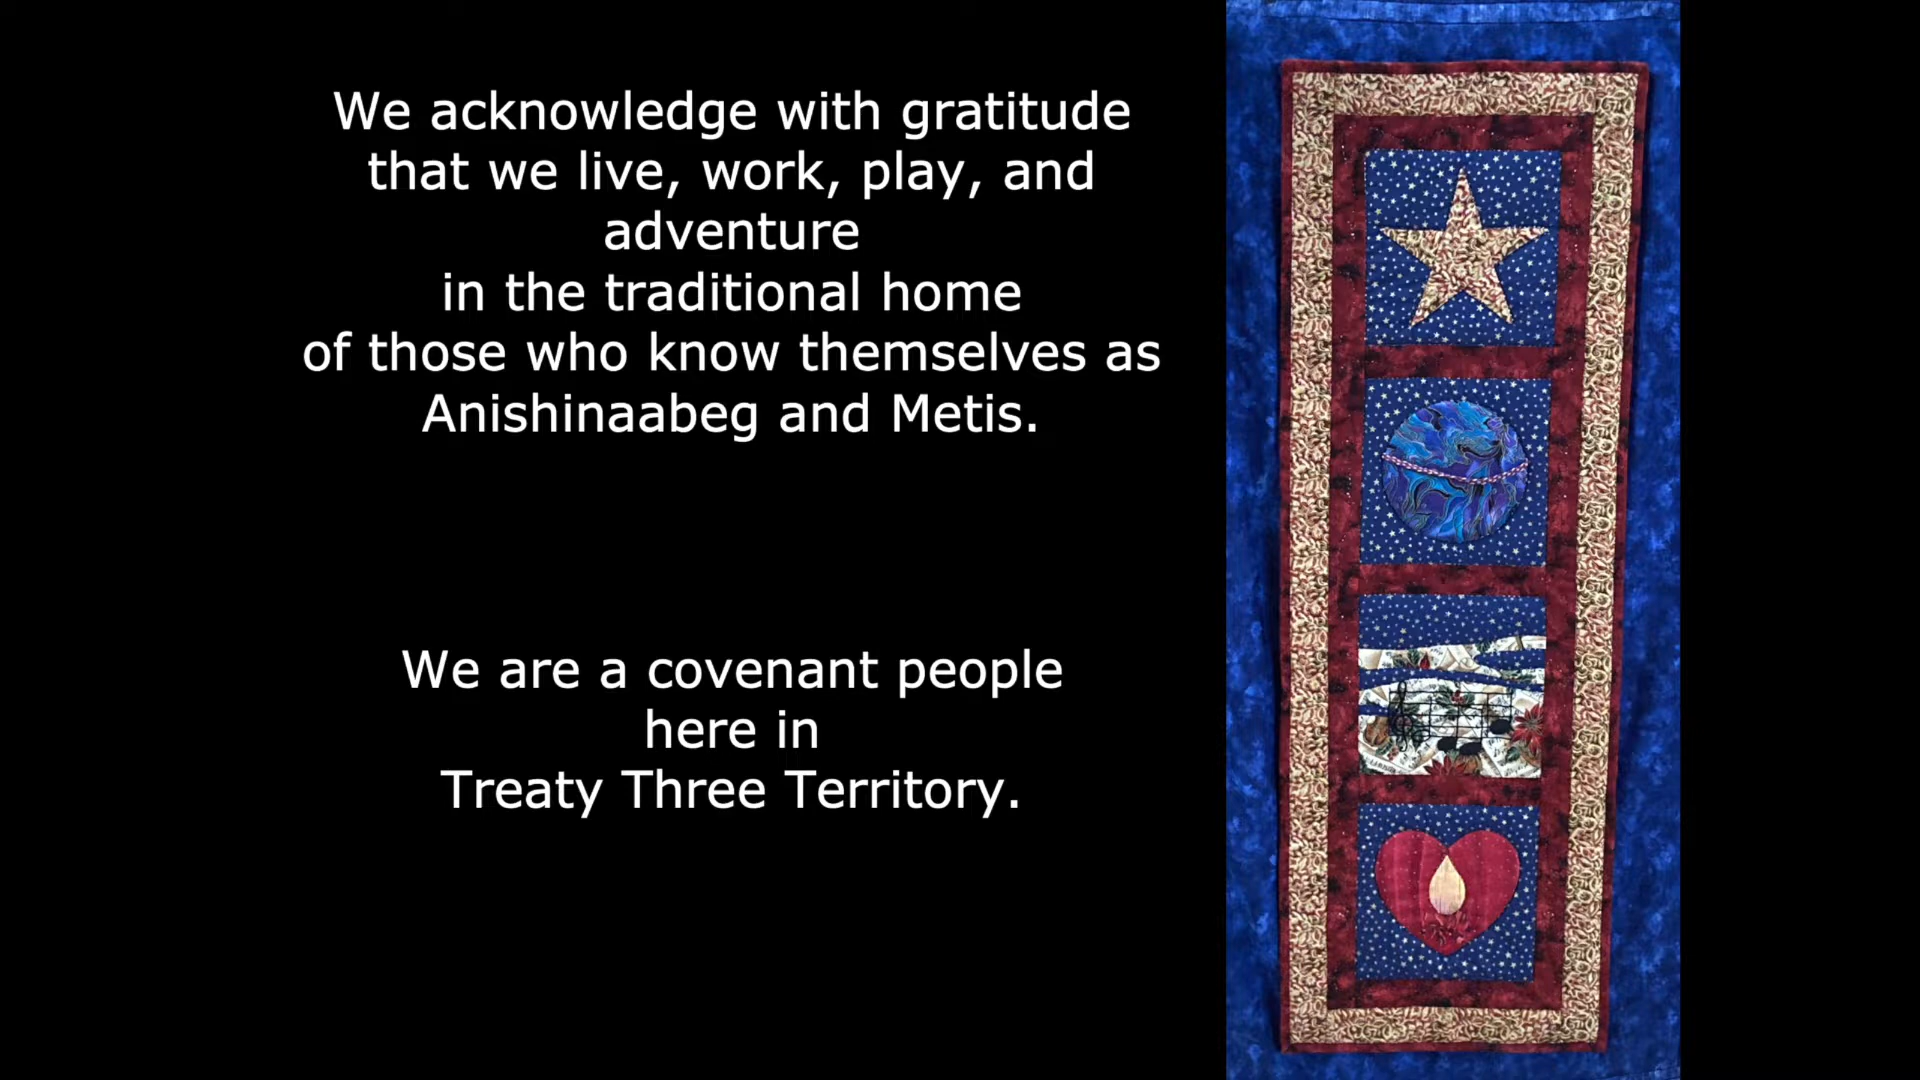 We acknowledge with gratitude
that we live, work, play, and
adventure
in the traditional home
of those who know themselves as
Anishinaabeg and Metis.
We are a covenant people
here in
Treaty Three Territory.